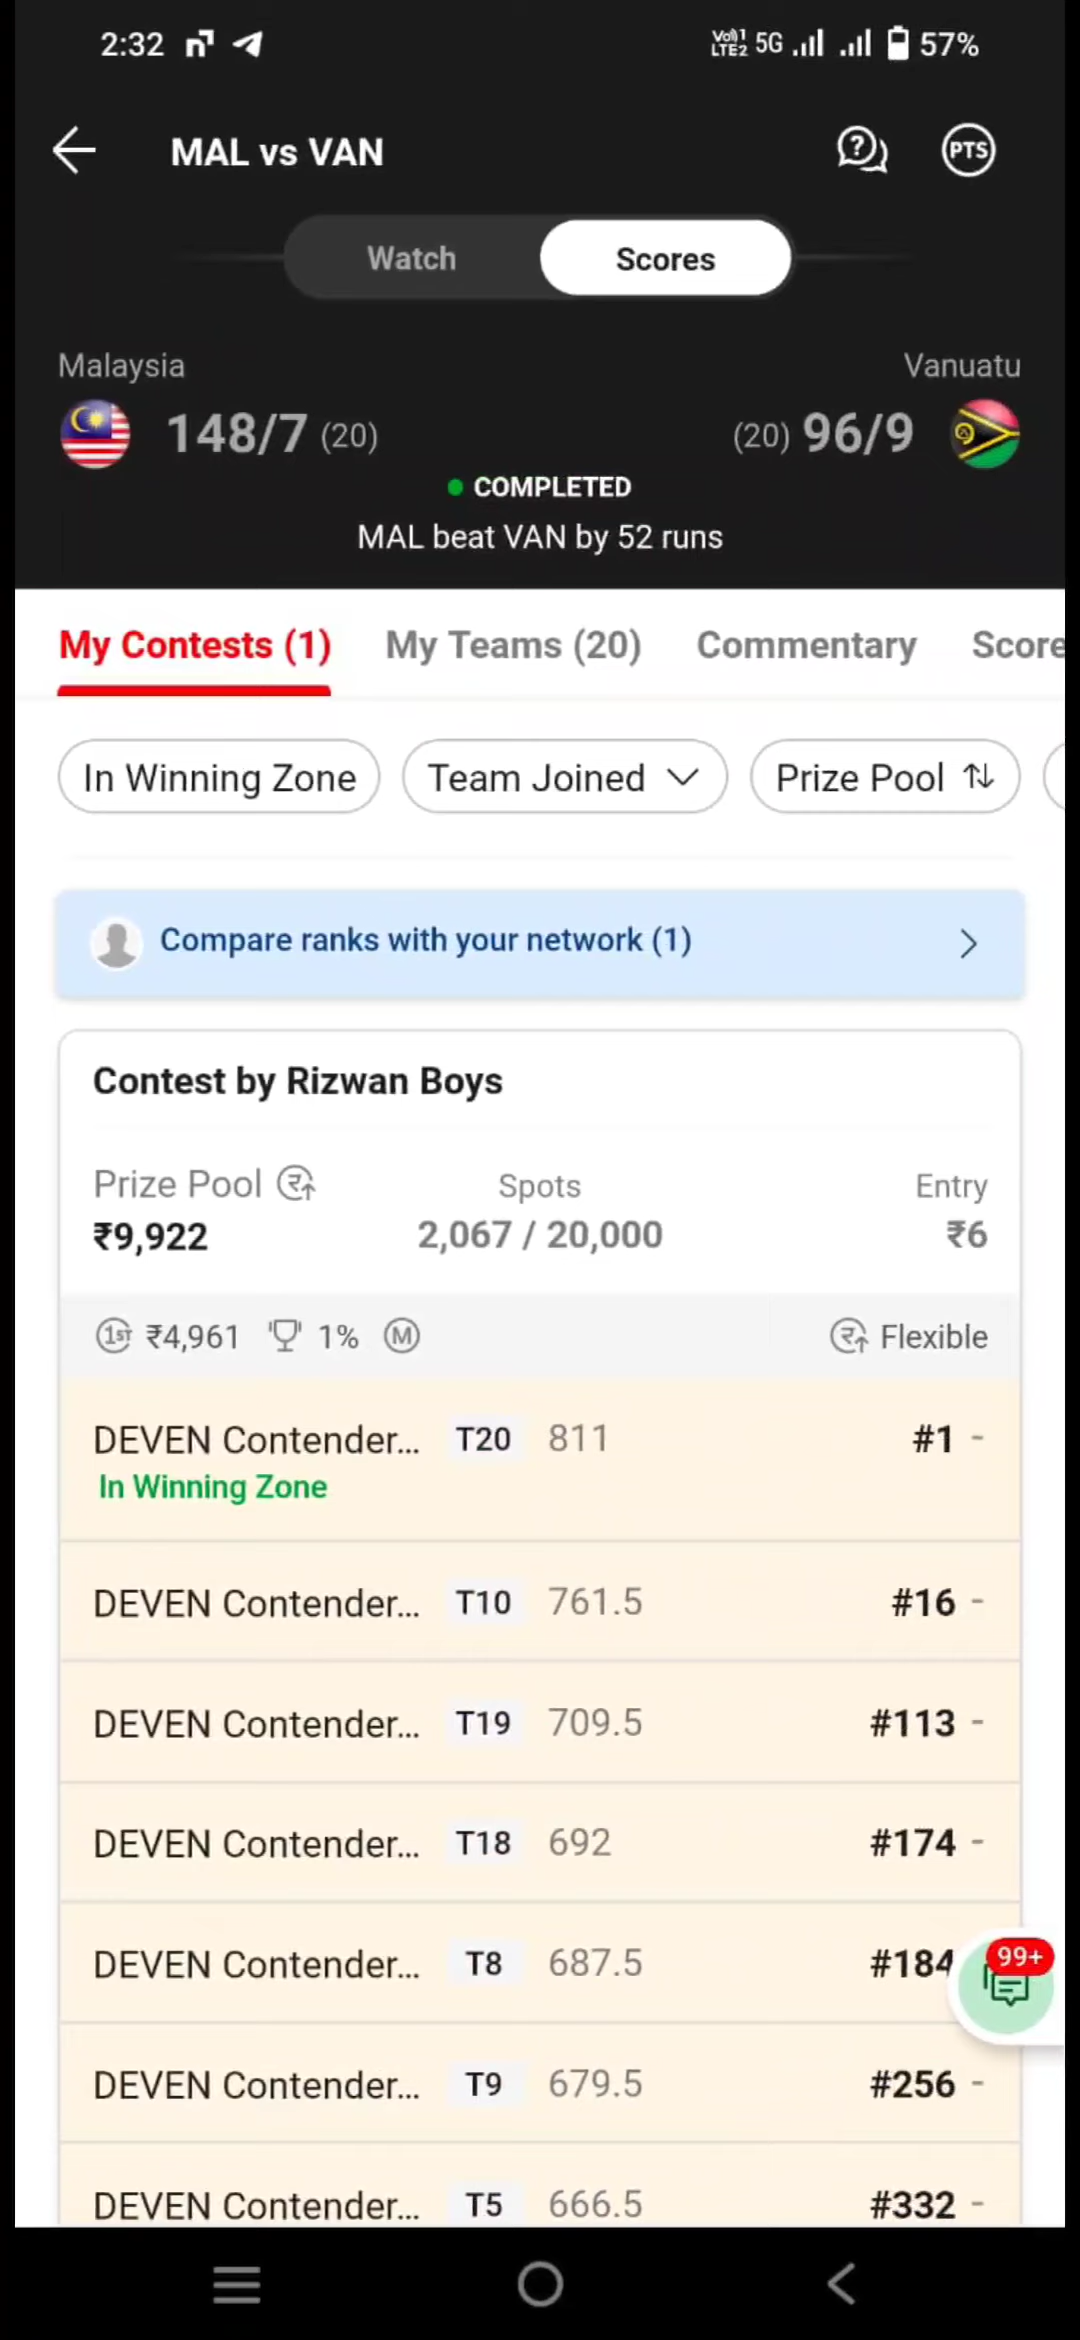 2:32
Vo)) 1 LTE2 5G 57%
MAL vs VAN
PTS
Watch
Scores
Malaysia
Vanuatu
148/7 (20)
(20) 96/9
COMPLETED
MAL beat VAN by 52 runs
My Contests (1)
My Teams (20)
Commentary
Score
In Winning Zone
Team Joined
Prize Pool
Compare ranks with your network (1)
Contest by Rizwan Boys
Prize Pool
Spots
Entry
₹9,922
2,067 / 20,000
₹6
1ST ₹4,961 1% M
Flexible
DEVEN Contender... T20 811 #1 -
In Winning Zone
DEVEN Contender... T10 761.5 #16 -
DEVEN Contender... T19 709.5 #113 -
DEVEN Contender... T18 692 #174 -
99+
DEVEN Contender... T8 687.5 #184
DEVEN Contender... T9 679.5 #256 -
DEVEN Contender... T5 666.5 #332 -